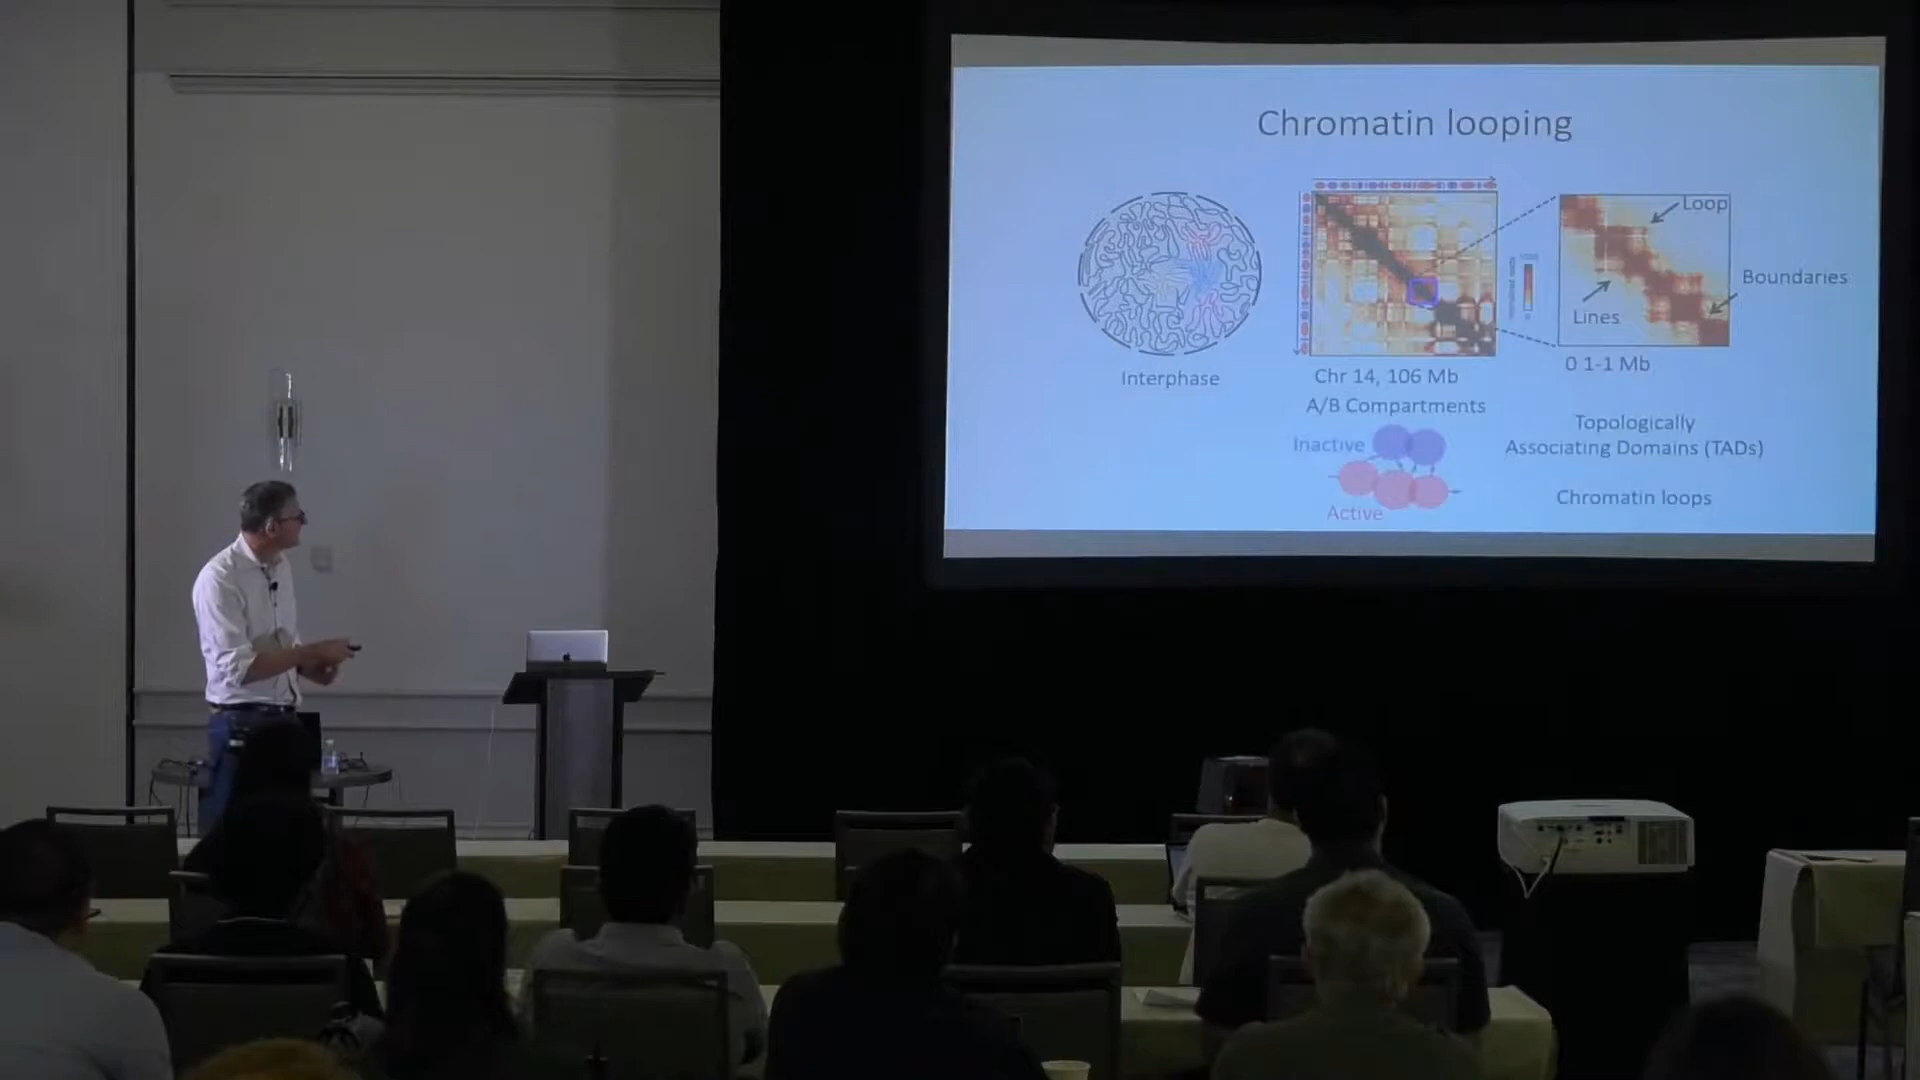 Chromatin looping
Interphase
Chr 14, 106 Mb
A/B Compartments
Inactive
Active
Loop
Boundaries
Lines
0 1-1 Mb
Topologically
Associating Domains (TADs)
Chromatin loops